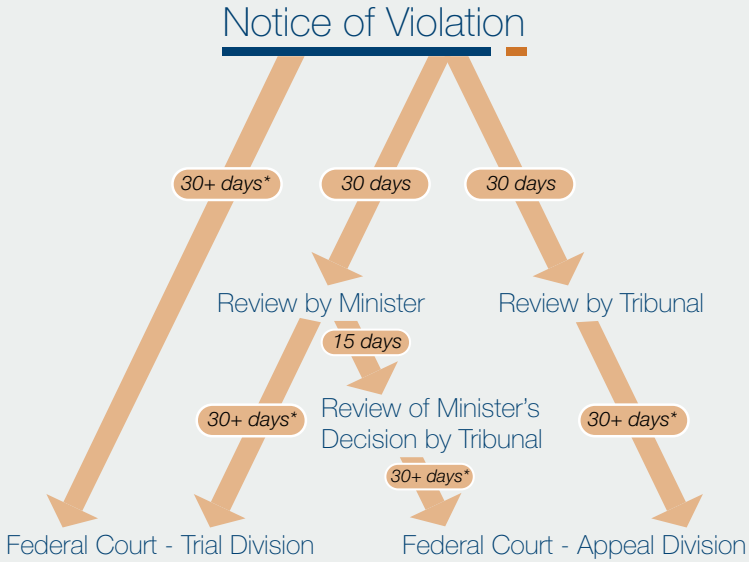 Notice of Violation
30+ days*
30 days
30 days
Review by Minister
Review by Tribunal
15 days
30+ days*
Review of Minister's
Decision by Tribunal
30+ days*
30+ days*
Federal Court - Trial Division
Federal Court - Appeal Division